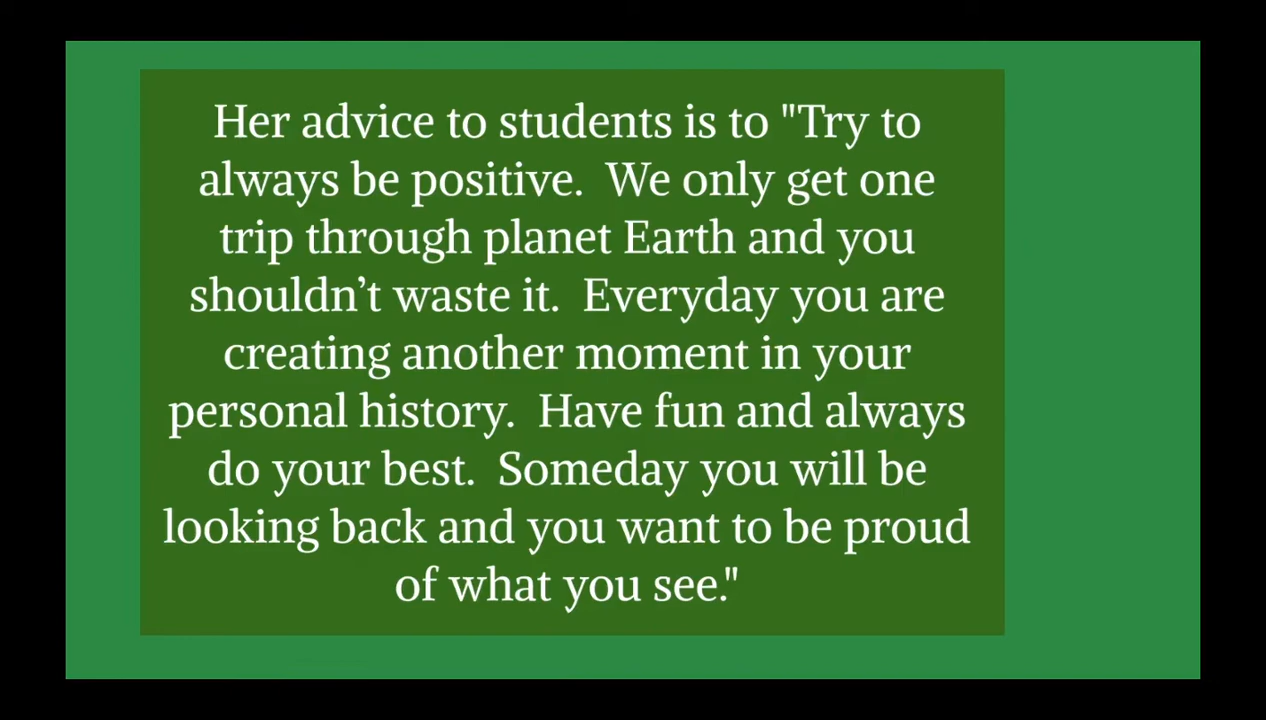 Her advice to students is to "Try to
always be positive.  We only get one
trip through planet Earth and you
shouldn’t waste it.  Everyday you are
creating another moment in your
personal history.  Have fun and always
do your best.  Someday you will be
looking back and you want to be proud
of what you see."